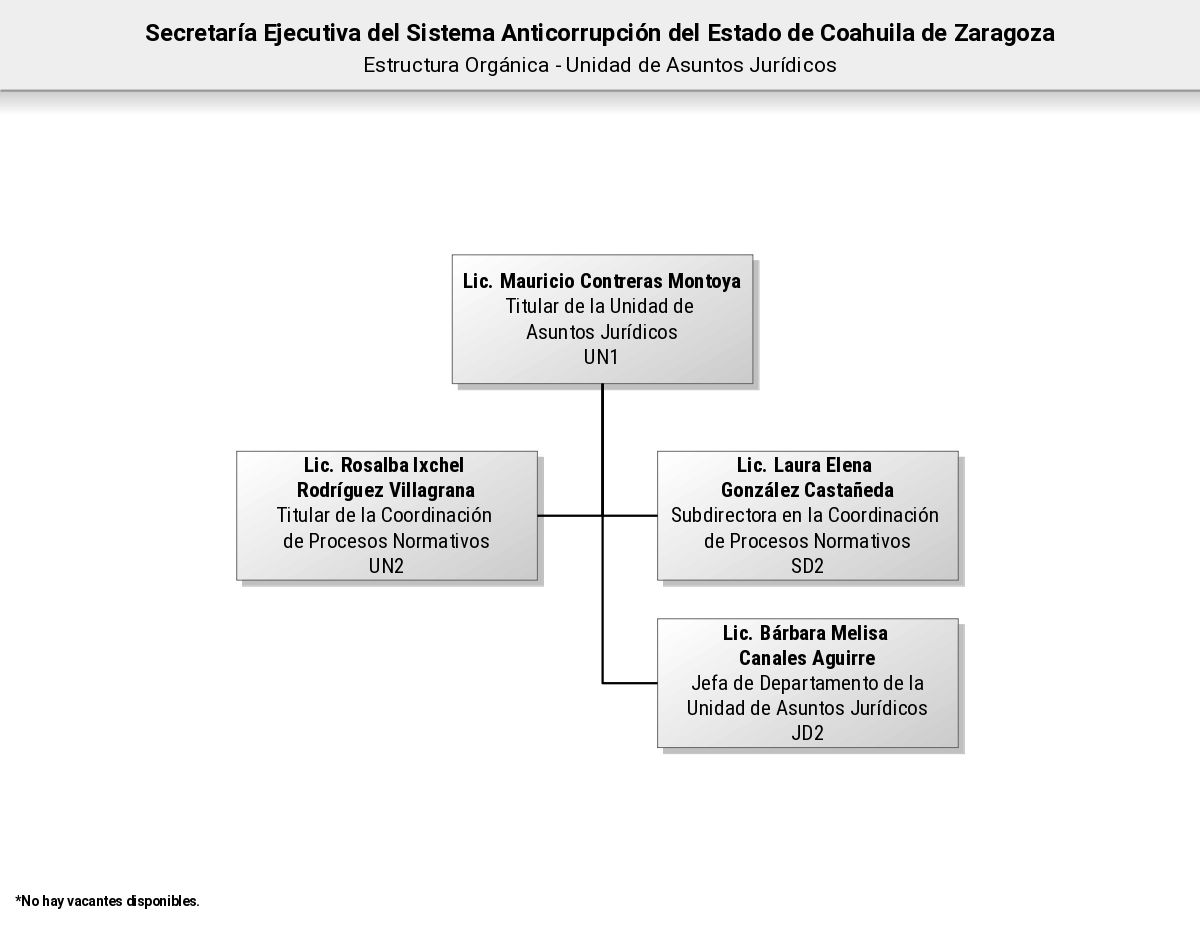 Secretaría Ejecutiva del Sistema Anticorrupción del Estado de Coahuila de Zaragoza
Estructura Orgánica - Unidad de Asuntos Jurídicos
Lic. Mauricio Contreras Montoya
Titular de la Unidad de
Asuntos Jurídicos
UN1
Lic. Rosalba Ixchel
Rodríguez Villagrana
Titular de la Coordinación
de Procesos Normativos
UN2
Lic. Laura Elena
González Castañeda
Subdirectora en la Coordinación
de Procesos Normativos
SD2
Lic. Bárbara Melisa
Canales Aguirre
Jefa de Departamento de la
Unidad de Asuntos Jurídicos
JD2
*No hay vacantes disponibles.